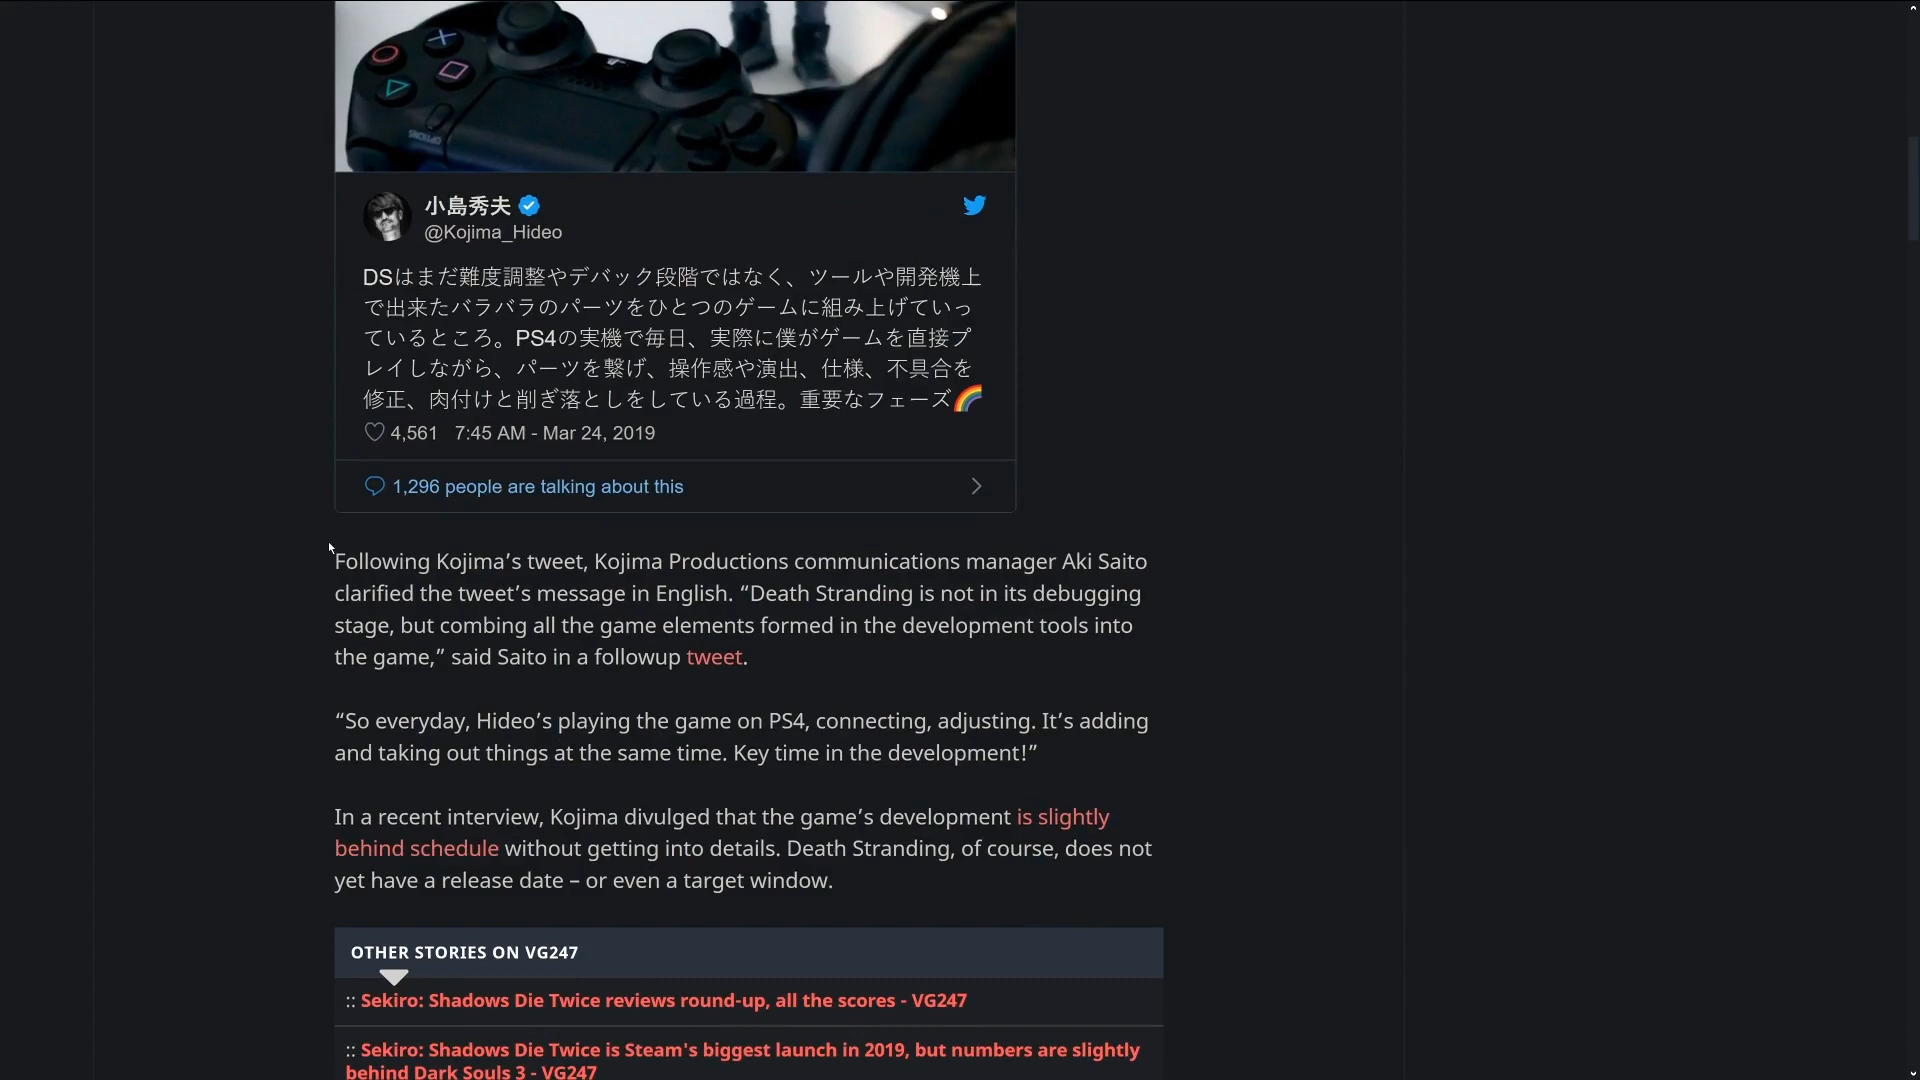 OPTIONS
小島秀夫
@Kojima_Hideo
DSはまだ難度調整やデバック段階ではなく、ツールや開発機上
で出来たバラバラのパーツをひとつのゲームに組み上げていっ
ているところ。PS4の実機で毎日、実際に僕がゲームを直接プ
レイしながら、パーツを繋げ、操作感や演出、仕様、不具合を
修正、肉付けと削ぎ落としをしている過程。重要なフェーズ🌈
4,561 7:45 AM - Mar 24, 2019
1,296 people are talking about this
Following Kojima’s tweet, Kojima Productions communications manager Aki Saito
clarified the tweet’s message in English. “Death Stranding is not in its debugging
stage, but combing all the game elements formed in the development tools into
the game,” said Saito in a followup tweet.
“So everyday, Hideo’s playing the game on PS4, connecting, adjusting. It’s adding
and taking out things at the same time. Key time in the development!”
In a recent interview, Kojima divulged that the game’s development is slightly
behind schedule without getting into details. Death Stranding, of course, does not
yet have a release date – or even a target window.
OTHER STORIES ON VG247
:: Sekiro: Shadows Die Twice reviews round-up, all the scores - VG247
:: Sekiro: Shadows Die Twice is Steam's biggest launch in 2019, but numbers are slightly
behind Dark Souls 3 - VG247